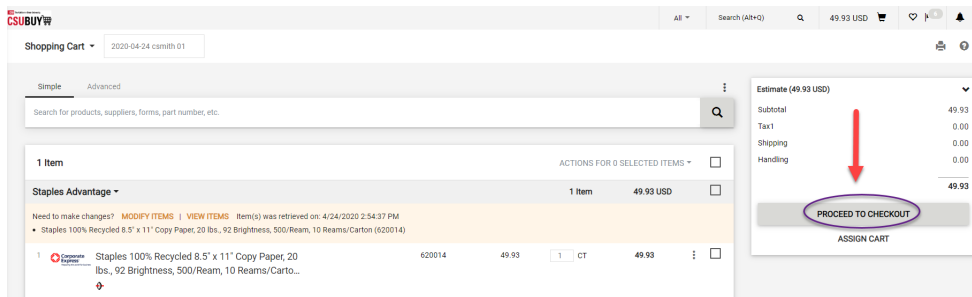 CSUBUY
All
Search (Alt+Q)
49.93 USD
Shopping Cart
2020-04-24 csmith 01
Simple
Advanced
Search for products, suppliers, forms, part number, etc.
1 Item
ACTIONS FOR 0 SELECTED ITEMS
Staples Advantage
1 Item
49.93 USD
Need to make changes? MODIFY ITEMS | VIEW ITEMS Item(s) was retrieved on: 4/24/2020 2:54:37 PM
• Staples 100% Recycled 8.5" x 11" Copy Paper, 20 lbs., 92 Brightness, 500/Ream, 10 Reams/Carton (620014)
1
Corporate Express
Staples 100% Recycled 8.5" x 11" Copy Paper, 20
lbs., 92 Brightness, 500/Ream, 10 Reams/Carto...
620014
49.93
1 CT
49.93
Estimate (49.93 USD)
Subtotal 49.93
Tax1 0.00
Shipping 0.00
Handling 0.00
49.93
PROCEED TO CHECKOUT
ASSIGN CART